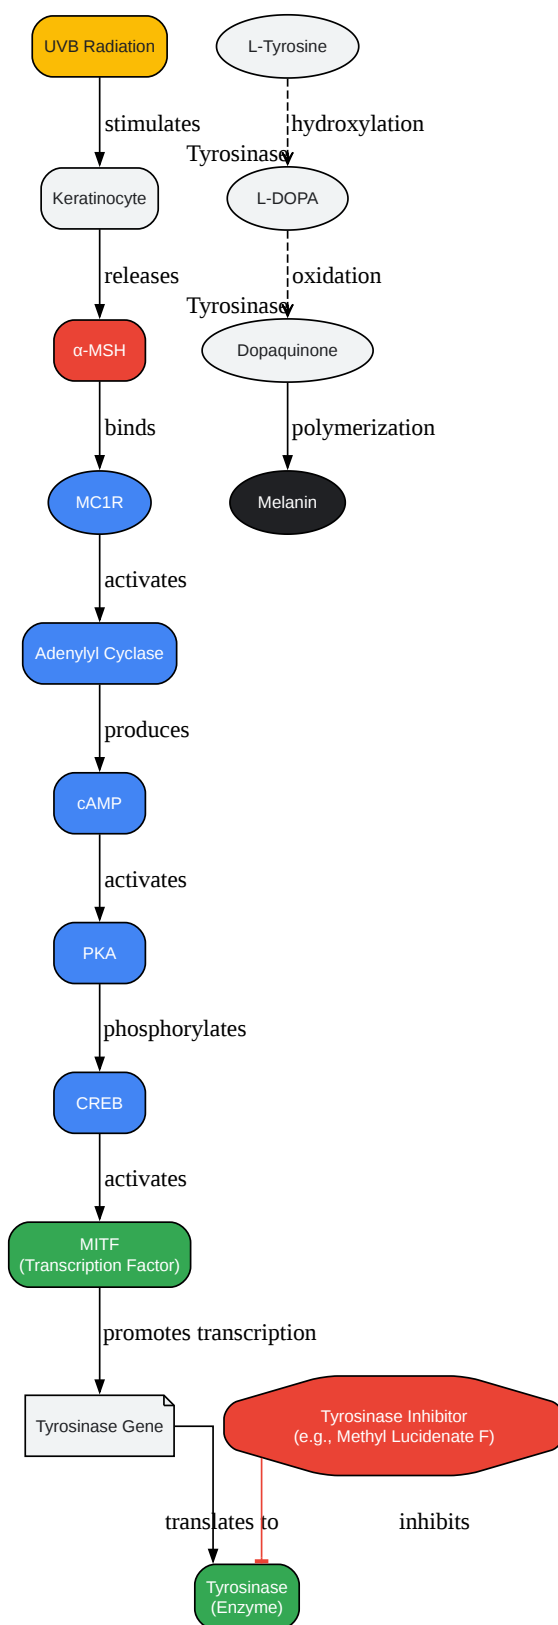 UVB Radiation
L-Tyrosine
stimulates
hydroxylation
Tyrosinase
Keratinocyte
L-DOPA
releases
oxidation
Tyrosinase
α-MSH
Dopaquinone
binds
polymerization
MC1R
Melanin
activates
Adenylyl Cyclase
produces
cAMP
activates
PKA
phosphorylates
CREB
activates
MITF
(Transcription Factor)
promotes transcription
Tyrosinase Gene
Tyrosinase Inhibitor
(e.g., Methyl Lucidenate F)
translates to
inhibits
Tyrosinase
(Enzyme)